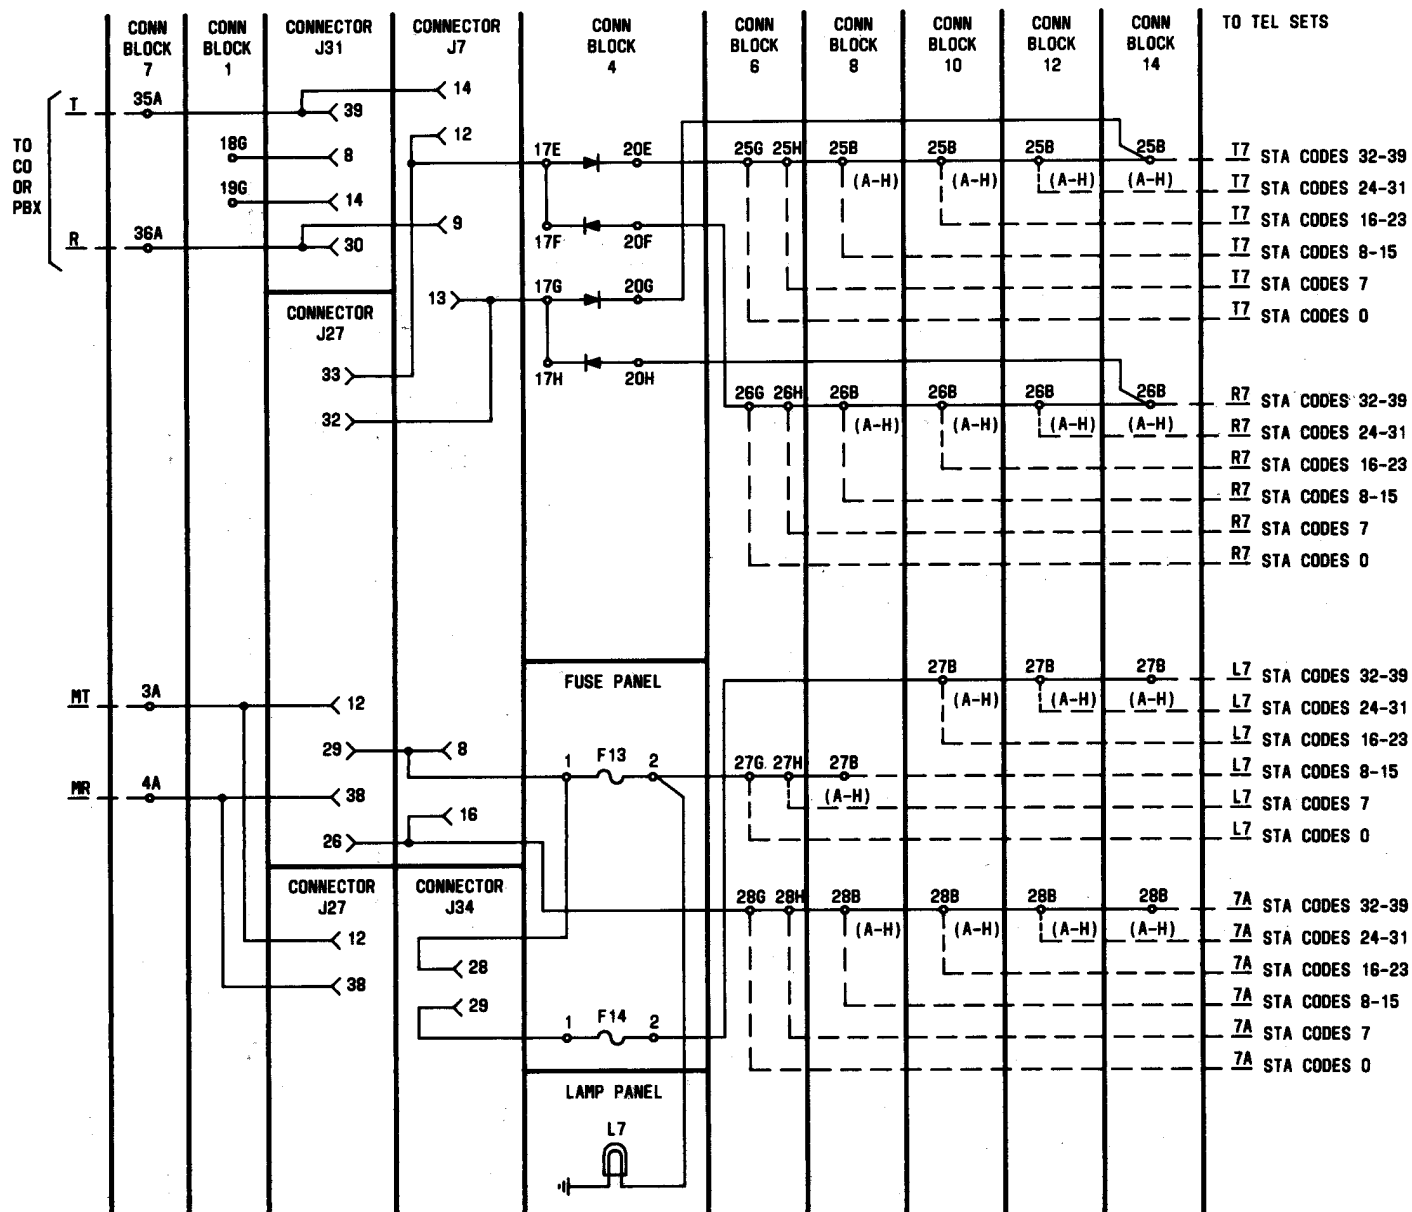 CONN BLOCK 7
CONN BLOCK 1
CONNECTOR J31
CONNECTOR J7
CONN BLOCK 4
CONN BLOCK 6
CONN BLOCK 8
CONN BLOCK 10
CONN BLOCK 12
CONN BLOCK 14
TO TEL SETS
TO CO OR PBX
T
35A
39
14
18G
8
12
19G
14
R
36A
30
9
17E
20E
25G
25H
25B
25B
25B
25B
T7 STA CODES 32-39
(A-H)
(A-H)
(A-H)
(A-H)
T7 STA CODES 24-31
T7 STA CODES 16-23
17F
20F
T7 STA CODES 8-15
13
17G
20G
T7 STA CODES 7
T7 STA CODES 0
CONNECTOR J27
33
32
17H
20H
26G
26H
26B
26B
26B
26B
R7 STA CODES 32-39
(A-H)
(A-H)
(A-H)
(A-H)
R7 STA CODES 24-31
R7 STA CODES 16-23
R7 STA CODES 8-15
R7 STA CODES 7
R7 STA CODES 0
FUSE PANEL
27B
27B
27B
L7 STA CODES 32-39
(A-H)
(A-H)
(A-H)
L7 STA CODES 24-31
MT
3A
12
L7 STA CODES 16-23
29
8
1
F13
2
27G
27H
27B
L7 STA CODES 8-15
MR
4A
38
(A-H)
L7 STA CODES 7
16
26
L7 STA CODES 0
CONNECTOR J27
CONNECTOR J34
28G
28H
28B
28B
28B
28B
7A STA CODES 32-39
12
(A-H)
(A-H)
(A-H)
(A-H)
7A STA CODES 24-31
28
7A STA CODES 16-23
38
29
7A STA CODES 8-15
1
F14
2
7A STA CODES 7
7A STA CODES 0
LAMP PANEL
L7